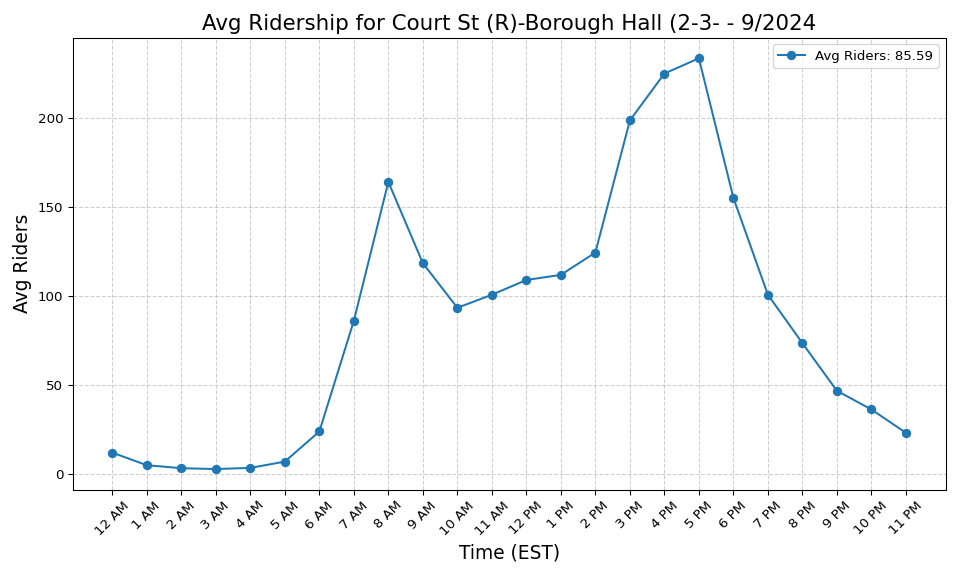 Avg Ridership for Court St (R)-Borough Hall (2-3- - 9/2024
Avg Riders: 85.59
Avg Riders
200
150
100
50
0
12 AM
1 AM
2 AM
3 AM
4 AM
5 AM
6 AM
7 AM
8 AM
9 AM
10 AM
11 AM
12 PM
1 PM
2 PM
3 PM
4 PM
5 PM
6 PM
7 PM
8 PM
9 PM
10 PM
11 PM
Time (EST)